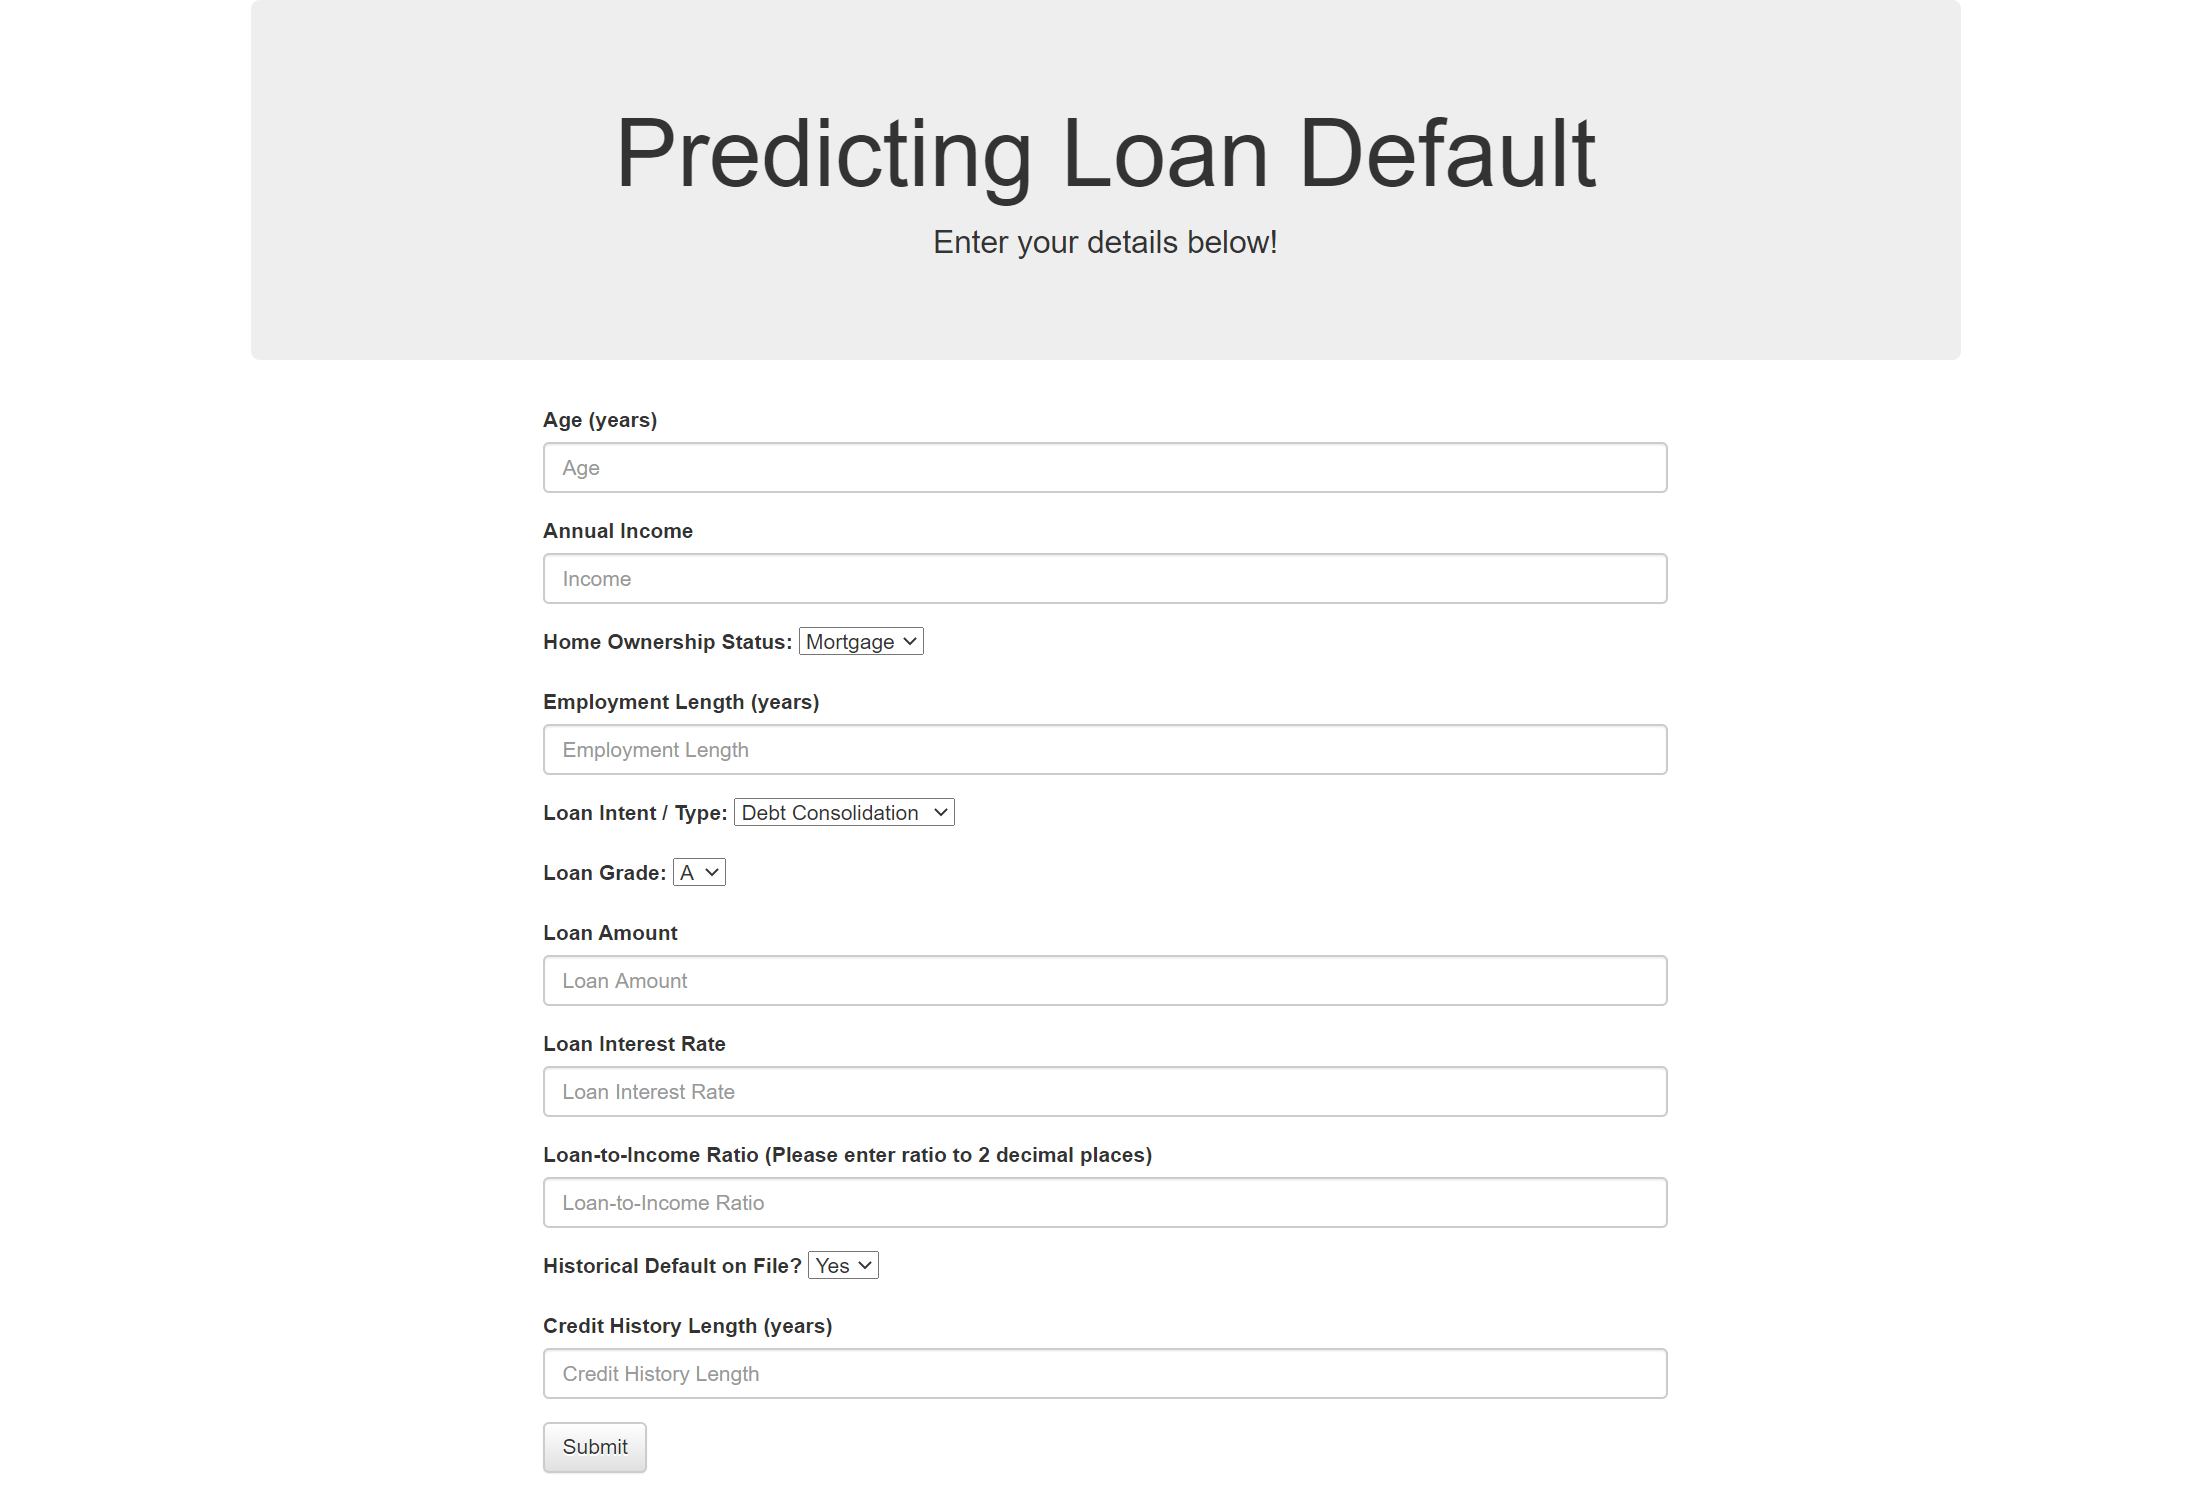 Predicting Loan Default
Enter your details below!
Age (years)
Age
Annual Income
Income
Home Ownership Status: Mortgage
Employment Length (years)
Employment Length
Loan Intent / Type: Debt Consolidation
Loan Grade: A
Loan Amount
Loan Amount
Loan Interest Rate
Loan Interest Rate
Loan-to-Income Ratio (Please enter ratio to 2 decimal places)
Loan-to-Income Ratio
Historical Default on File? Yes
Credit History Length (years)
Credit History Length
Submit